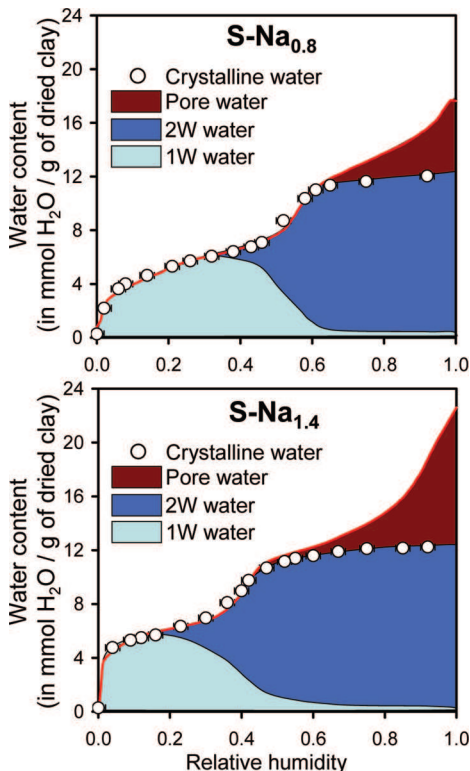 S-Na₀.₈
Crystalline water
Pore water
2W water
1W water
Water content
(in mmol H₂O / g of dried clay)
24
20
16
12
8
4
0
0.0 0.2 0.4 0.6 0.8 1.0
S-Na₁.₄
Crystalline water
Pore water
2W water
1W water
Water content
(in mmol H₂O / g of dried clay)
24
20
16
12
8
4
0
0.0 0.2 0.4 0.6 0.8 1.0
Relative humidity